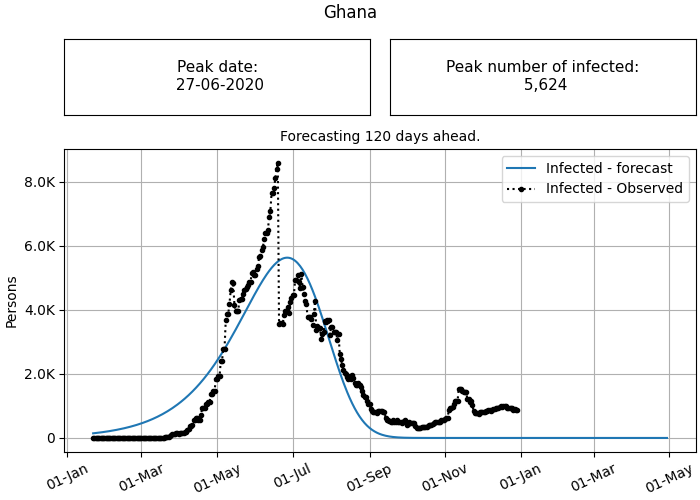 Ghana
Peak date:
27-06-2020
Peak number of infected:
5,624
Forecasting 120 days ahead.
Infected - forecast
Infected - Observed
Persons
8.0K
6.0K
4.0K
2.0K
0
01-Jan
01-Mar
01-May
01-Jul
01-Sep
01-Nov
01-Jan
01-Mar
01-May